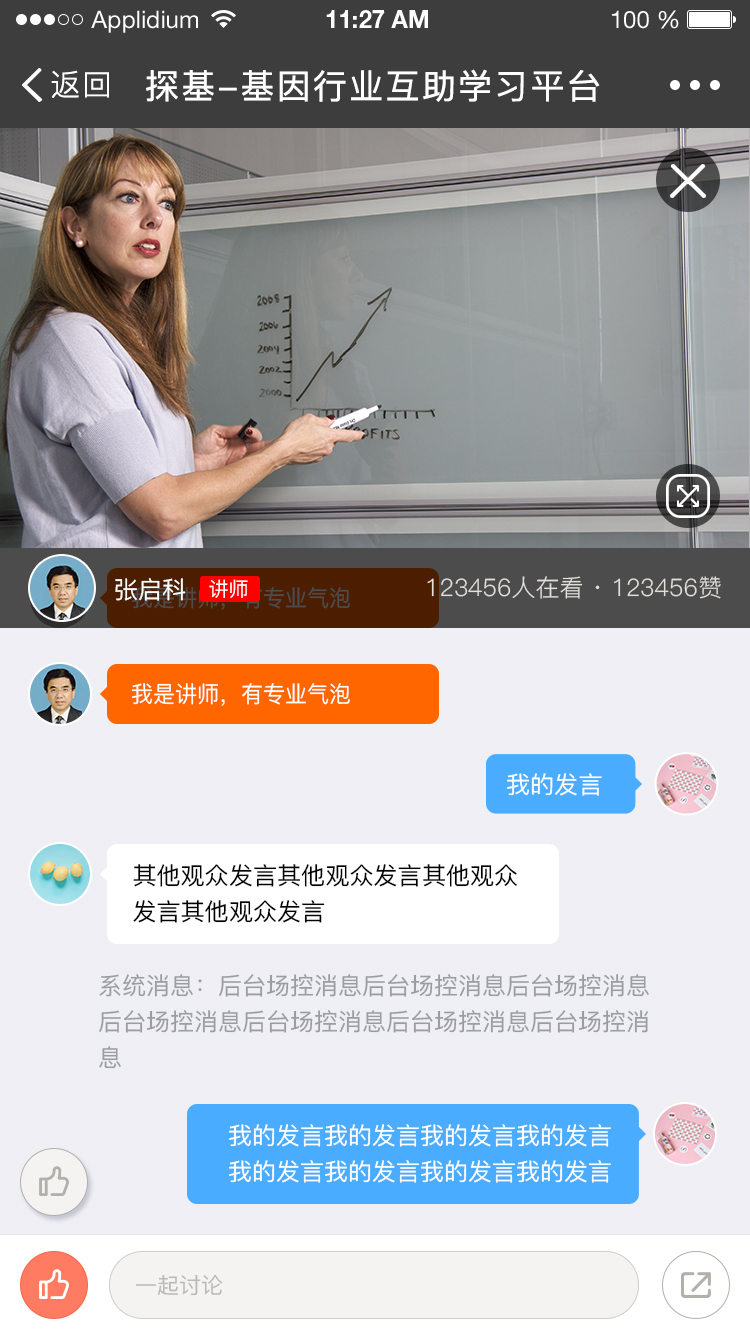 Applidium 11:27 AM 100 %
返回 探基-基因行业互助学习平台
2008
2006
2004
2002
2000
张启科 讲师 123456人在看 · 123456赞
我是讲师，有专业气泡
我是讲师，有专业气泡
我的发言
其他观众发言其他观众发言其他观众
发言其他观众发言
系统消息：后台场控消息后台场控消息后台场控消息
后台场控消息后台场控消息后台场控消息后台场控消
息
我的发言我的发言我的发言我的发言
我的发言我的发言我的发言我的发言
一起讨论